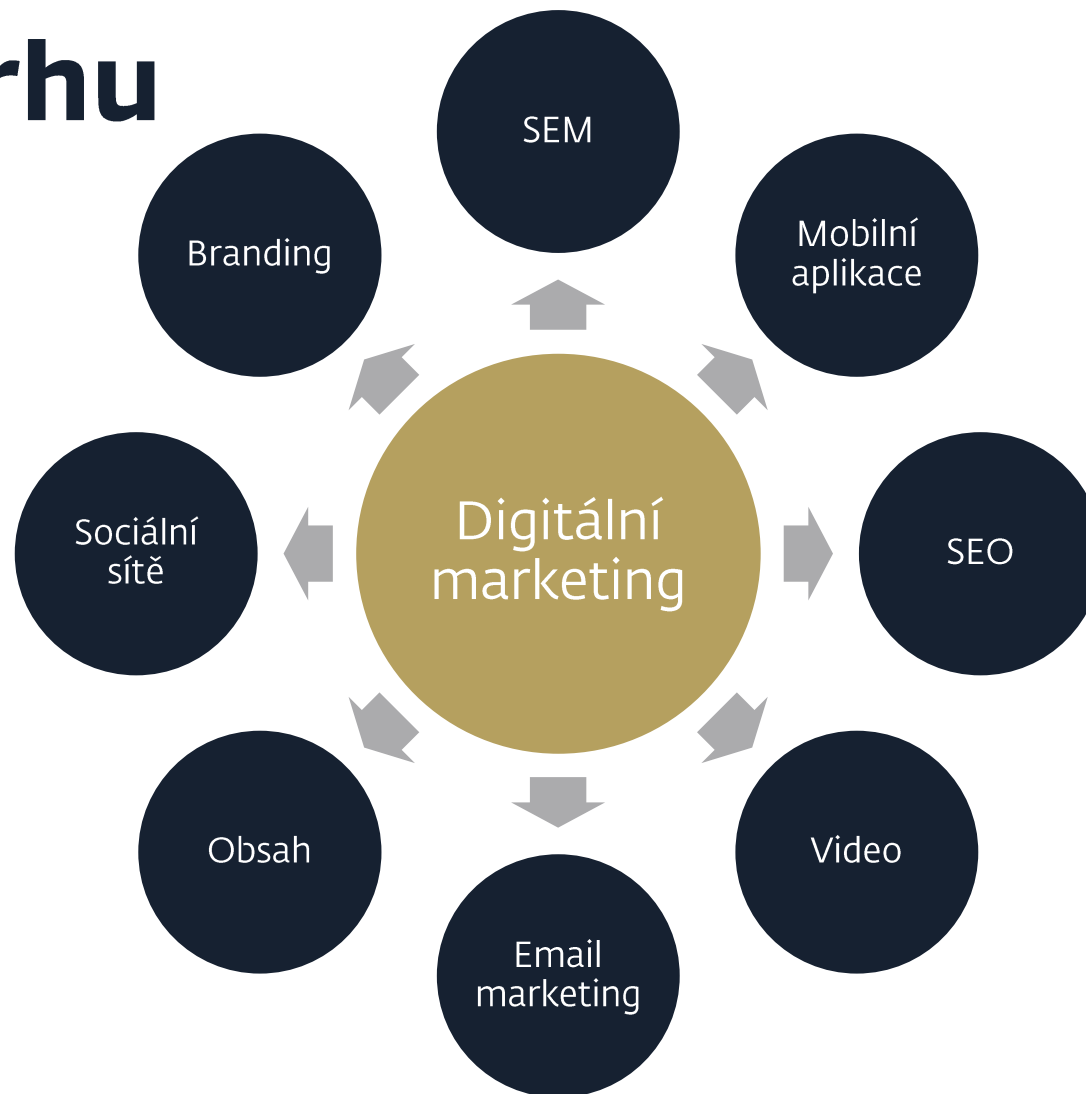 rhu
SEM
Mobilní
aplikace
Branding
Digitální
marketing
Sociální
sítě
SEO
Obsah
Video
Email
marketing